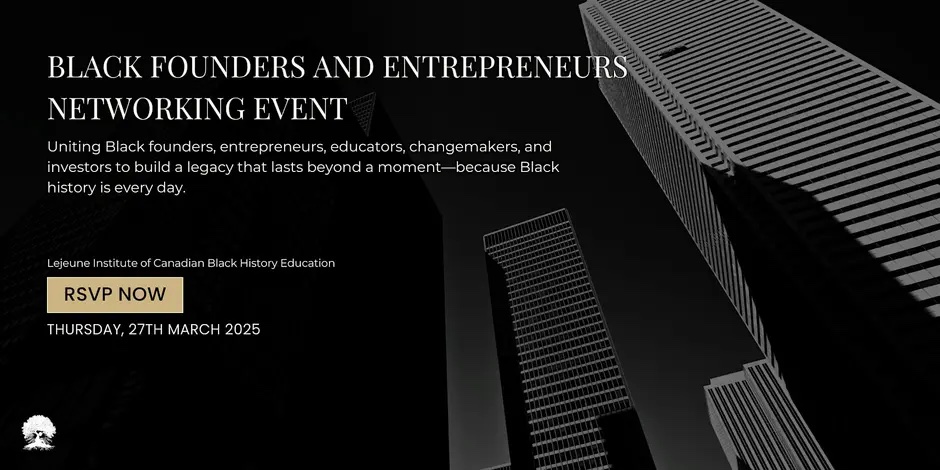 BLACK FOUNDERS AND ENTREPRENEURS
NETWORKING EVENT
Uniting Black founders, entrepreneurs, educators, changemakers, and
investors to build a legacy that lasts beyond a moment—because Black
history is every day.
Lejeune Institute of Canadian Black History Education
RSVP NOW
THURSDAY, 27TH MARCH 2025